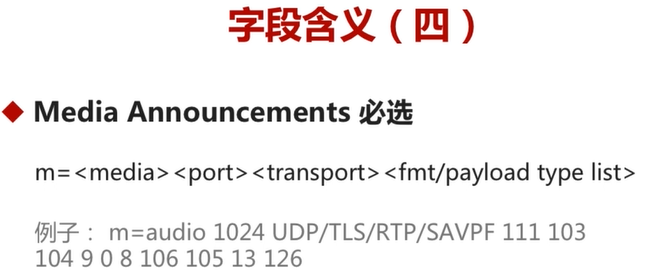 字段含义（四）
Media Announcements 必选
m=<media><port><transport><fmt/payload type list>
例子： m=audio 1024 UDP/TLS/RTP/SAVPF 111 103
104 9 0 8 106 105 13 126